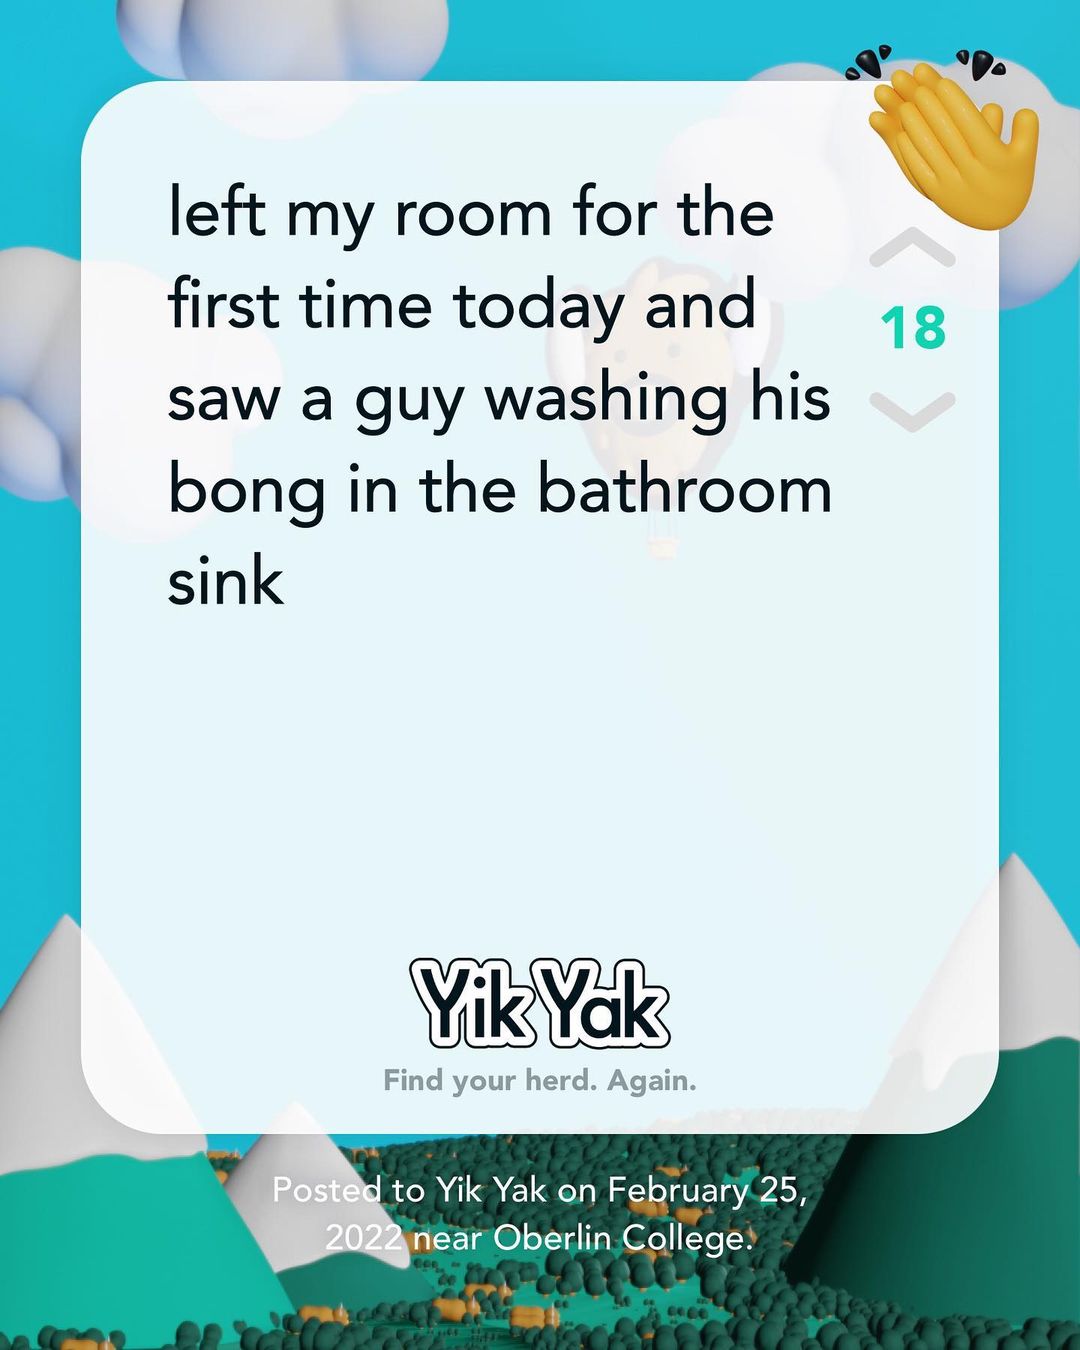 left my room for the
first time today and
saw a guy washing his
bong in the bathroom
sink
18
Yik Yak
Find your herd. Again.
Posted to Yik Yak on February 25,
2022 near Oberlin College.